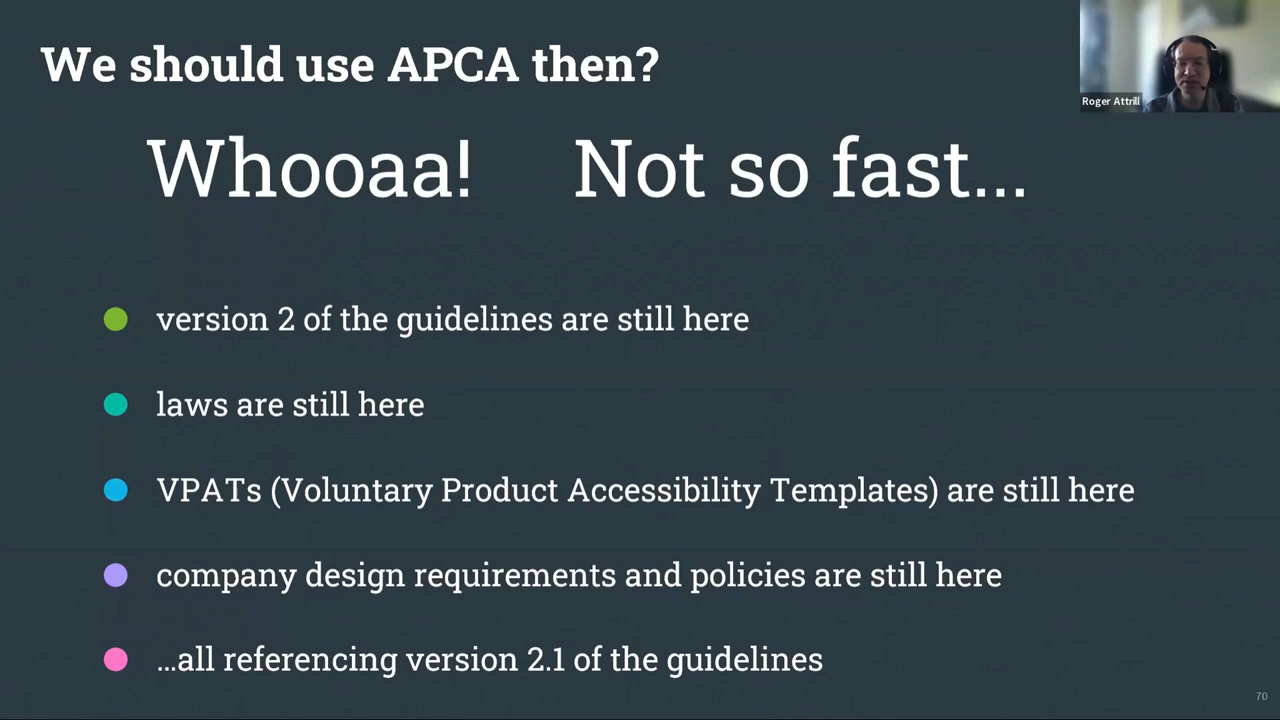 We should use APCA then?
Roger Attrill
Whooaa! Not so fast...
version 2 of the guidelines are still here
laws are still here
VPATs (Voluntary Product Accessibility Templates) are still here
company design requirements and policies are still here
...all referencing version 2.1 of the guidelines
70